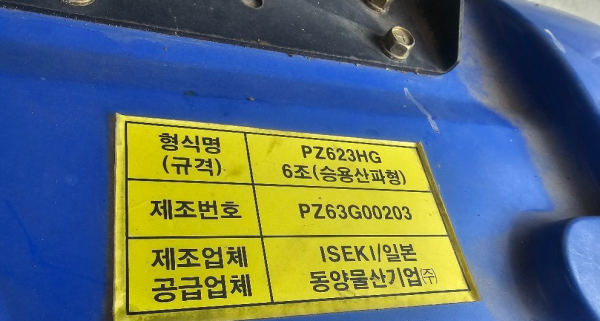 형식명 PZ623HG
(규격) 6조(승용산파형)
제조번호 PZ63G00203
제조업체 ISEKI/일본
공급업체 동양물산기업㈜